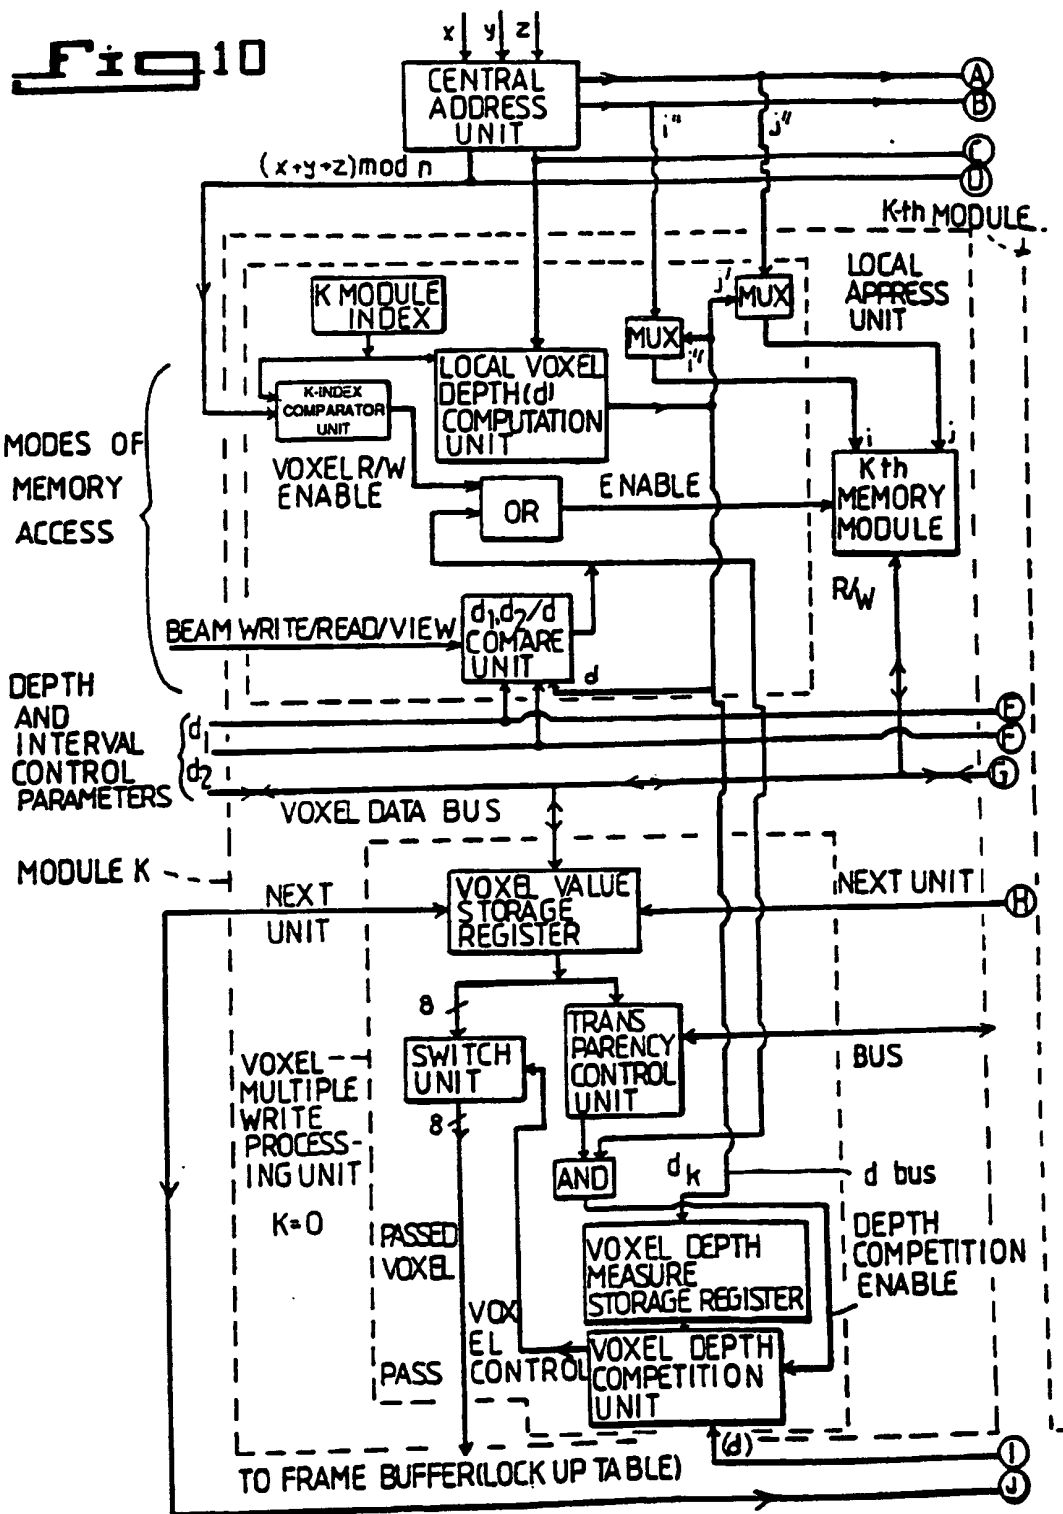 Fig 10
x y z
CENTRAL
ADDRESS
UNIT
A
B
i"
j"
C
D
(x+y+z)mod n
K-th MODULE
K MODULE
INDEX
j'
MUX
LOCAL
APPRESS
UNIT
MUX
i"
LOCAL VOXEL
DEPTH(d)
COMPUTATION
UNIT
K-INDEX
COMPARATOR
UNIT
MODES OF
MEMORY
ACCESS
VOXEL R/W
ENABLE
i
j
Kth
MEMORY
MODULE
OR
ENABLE
R/W
BEAM WRITE/READ/VIEW
d1,d2/d
COMARE
UNIT
d
DEPTH
AND
INTERVAL
CONTROL
PARAMETERS
d1
d2
E
F
G
VOXEL DATA BUS
MODULE K
NEXT
UNIT
VOXEL VALUE
STORAGE
REGISTER
NEXT UNIT
H
8
SWITCH
UNIT
8
TRANS
PARENCY
CONTROL
UNIT
BUS
VOXEL
MULTIPLE
WRITE
PROCESS-
ING UNIT
K=0
AND
dk
d bus
PASSED
VOXEL
VOXEL DEPTH
MEASURE
STORAGE REGISTER
DEPTH
COMPETITION
ENABLE
VOX
EL
CONTROL
PASS
VOXEL DEPTH
COMPETITION
UNIT
(d)
I
TO FRAME BUFFER(LOCK UP TABLE)
J